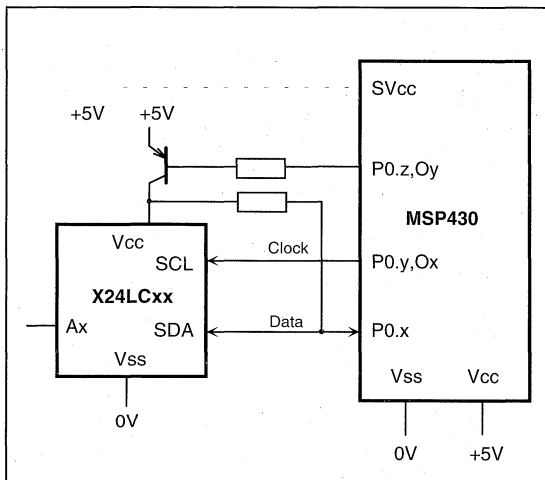 SVcc
+5V +5V
P0.z,Oy
MSP430
Vcc
Clock
SCL
P0.y,Ox
X24LCxx
Data
Ax
SDA
P0.x
Vss
Vss Vcc
0V
0V +5V